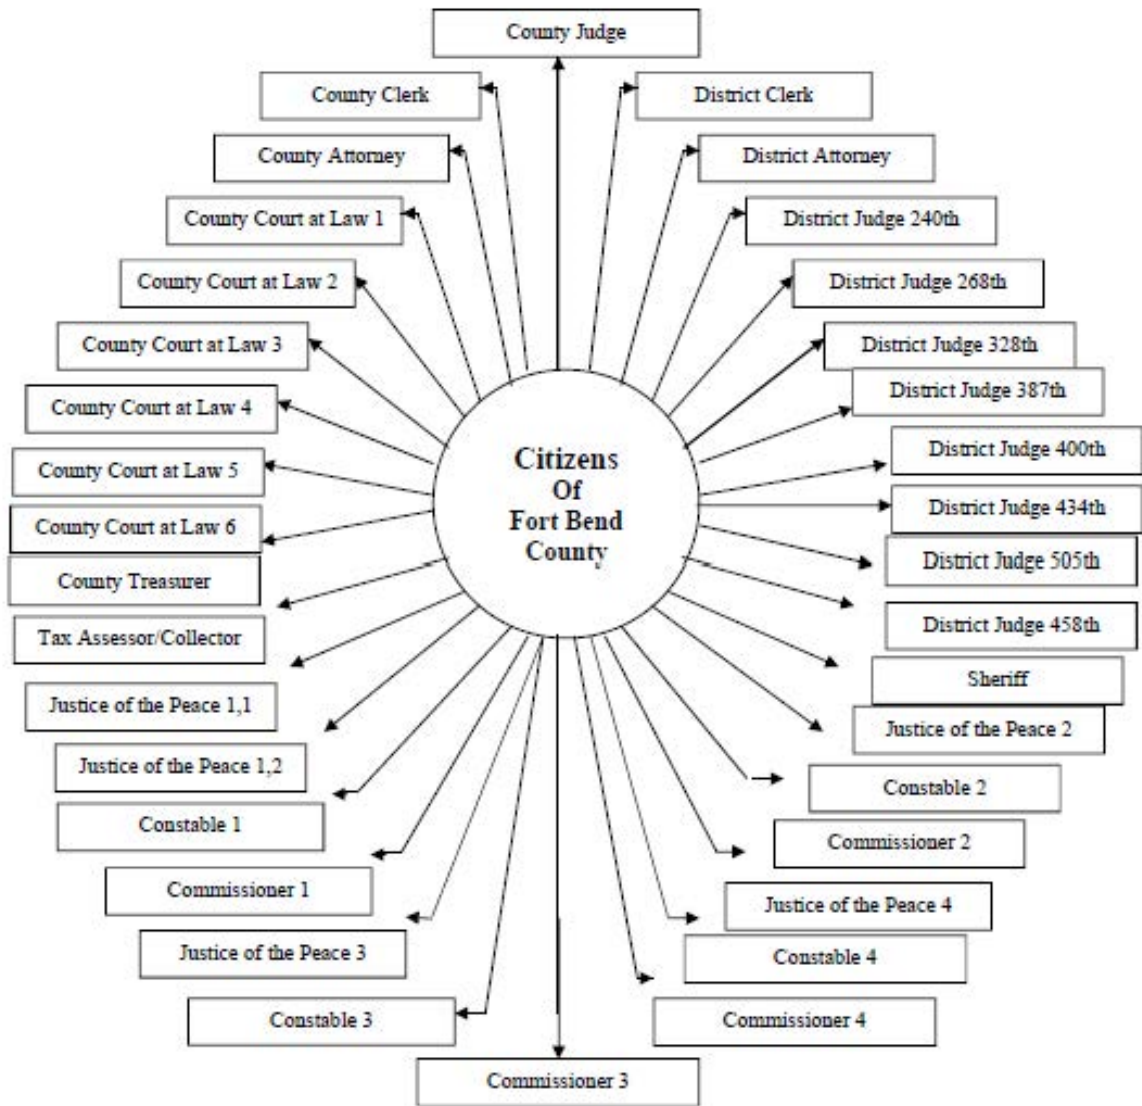 County Judge
County Clerk
District Clerk
County Attorney
District Attorney
County Court at Law 1
District Judge 240th
County Court at Law 2
District Judge 268th
County Court at Law 3
District Judge 328th
District Judge 387th
County Court at Law 4
District Judge 400th
County Court at Law 5
District Judge 434th
County Court at Law 6
District Judge 505th
County Treasurer
District Judge 458th
Tax Assessor/Collector
Sheriff
Justice of the Peace 1,1
Justice of the Peace 2
Justice of the Peace 1,2
Constable 2
Constable 1
Commissioner 2
Commissioner 1
Justice of the Peace 4
Justice of the Peace 3
Constable 4
Constable 3
Commissioner 4
Commissioner 3
Citizens
Of
Fort Bend
County